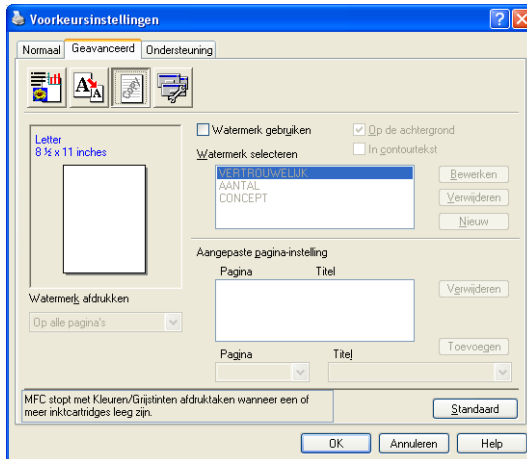 Voorkeursinstellingen
Normaal Geavanceerd Ondersteuning
Letter
8 ½ x 11 inches
Watermerk gebruiken
Op de achtergrond
In contourtekst
Watermerk selecteren
VERTROUWELIJK
AANTAL
CONCEPT
Bewerken
Verwijderen
Nieuw
Aangepaste pagina-instelling
Pagina Titel
Verwijderen
Watermerk afdrukken
Op alle pagina's
Toevoegen
Pagina Titel
MFC stopt met Kleuren/Grijstinten afdruktaken wanneer een of
meer inktcartridges leeg zijn.
Standaard
OK Annuleren Help